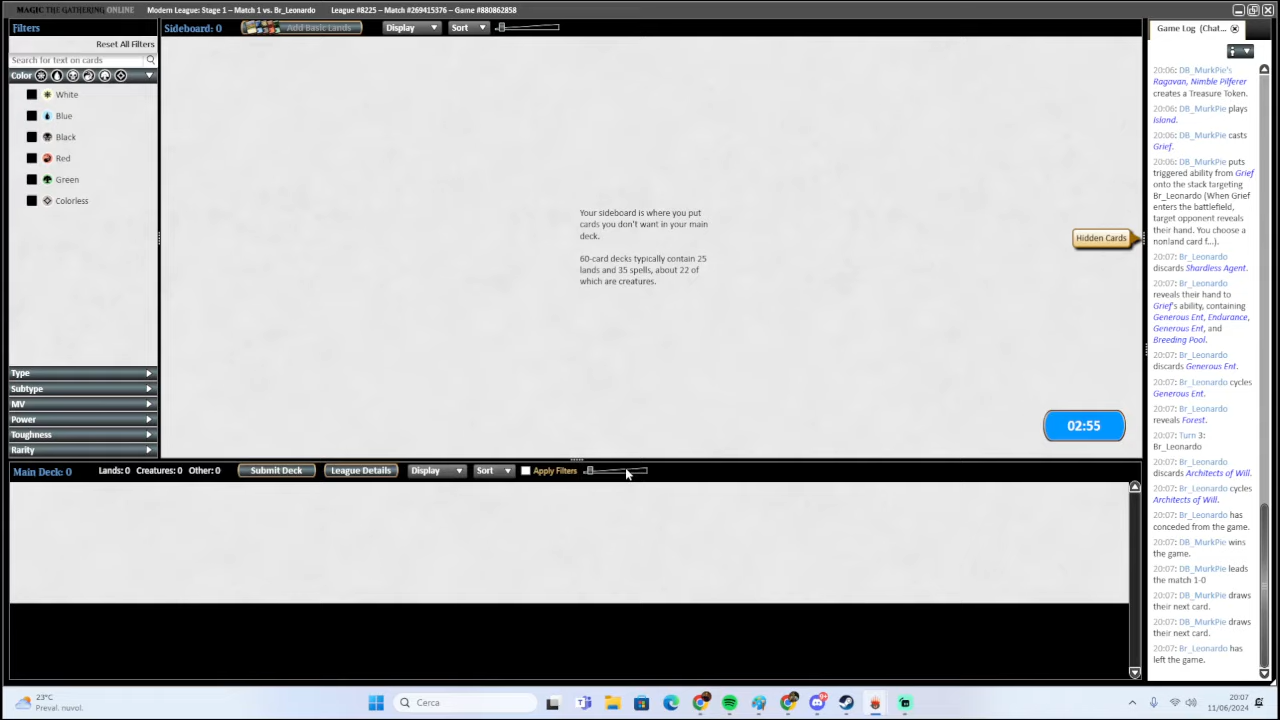 MAGIC THE GATHERING ONLINE Modern League: Stage 1 – Match 1 vs. Br_Leonardo League #8225 – Match #269415376 – Game #880862858
Filters
Reset All Filters
Search for text on cards
Color
White
Blue
Black
Red
Green
Colorless
Type
Subtype
MV
Power
Toughness
Rarity
Sideboard: 0 Add Basic Lands Display Sort
Your sideboard is where you put
cards you don't want in your main
deck.
60-card decks typically contain 25
lands and 35 spells, about 22 of
which are creatures.
Hidden Cards
02:55
Main Deck: 0 Lands: 0 Creatures: 0 Other: 0 Submit Deck League Details Display Sort Apply Filters
Game Log (Chat...
20:06: DB_MurkPie's
Ragavan, Nimble Pilferer
creates a Treasure Token.
20:06: DB_MurkPie plays
Island.
20:06: DB_MurkPie casts
Grief.
20:06: DB_MurkPie puts
triggered ability from Grief
onto the stack targeting
Br_Leonardo (When Grief
enters the battlefield,
target opponent reveals
their hand. You choose a
nonland card f...).
20:07: Br_Leonardo
discards Shardless Agent.
20:07: Br_Leonardo
reveals their hand to
Grief's ability, containing
Generous Ent, Endurance,
Generous Ent, and
Breeding Pool.
20:07: Br_Leonardo
discards Generous Ent.
20:07: Br_Leonardo cycles
Generous Ent.
20:07: Br_Leonardo
reveals Forest.
20:07: Turn 3:
Br_Leonardo
20:07: Br_Leonardo
discards Architects of Will.
20:07: Br_Leonardo cycles
Architects of Will.
20:07: Br_Leonardo has
conceded from the game.
20:07: DB_MurkPie wins
the game.
20:07: DB_MurkPie leads
the match 1-0
20:07: DB_MurkPie draws
their next card.
20:07: DB_MurkPie draws
their next card.
20:07: Br_Leonardo has
left the game.
23°C
Preval. nuvol.
Cerca
20:07
11/06/2024